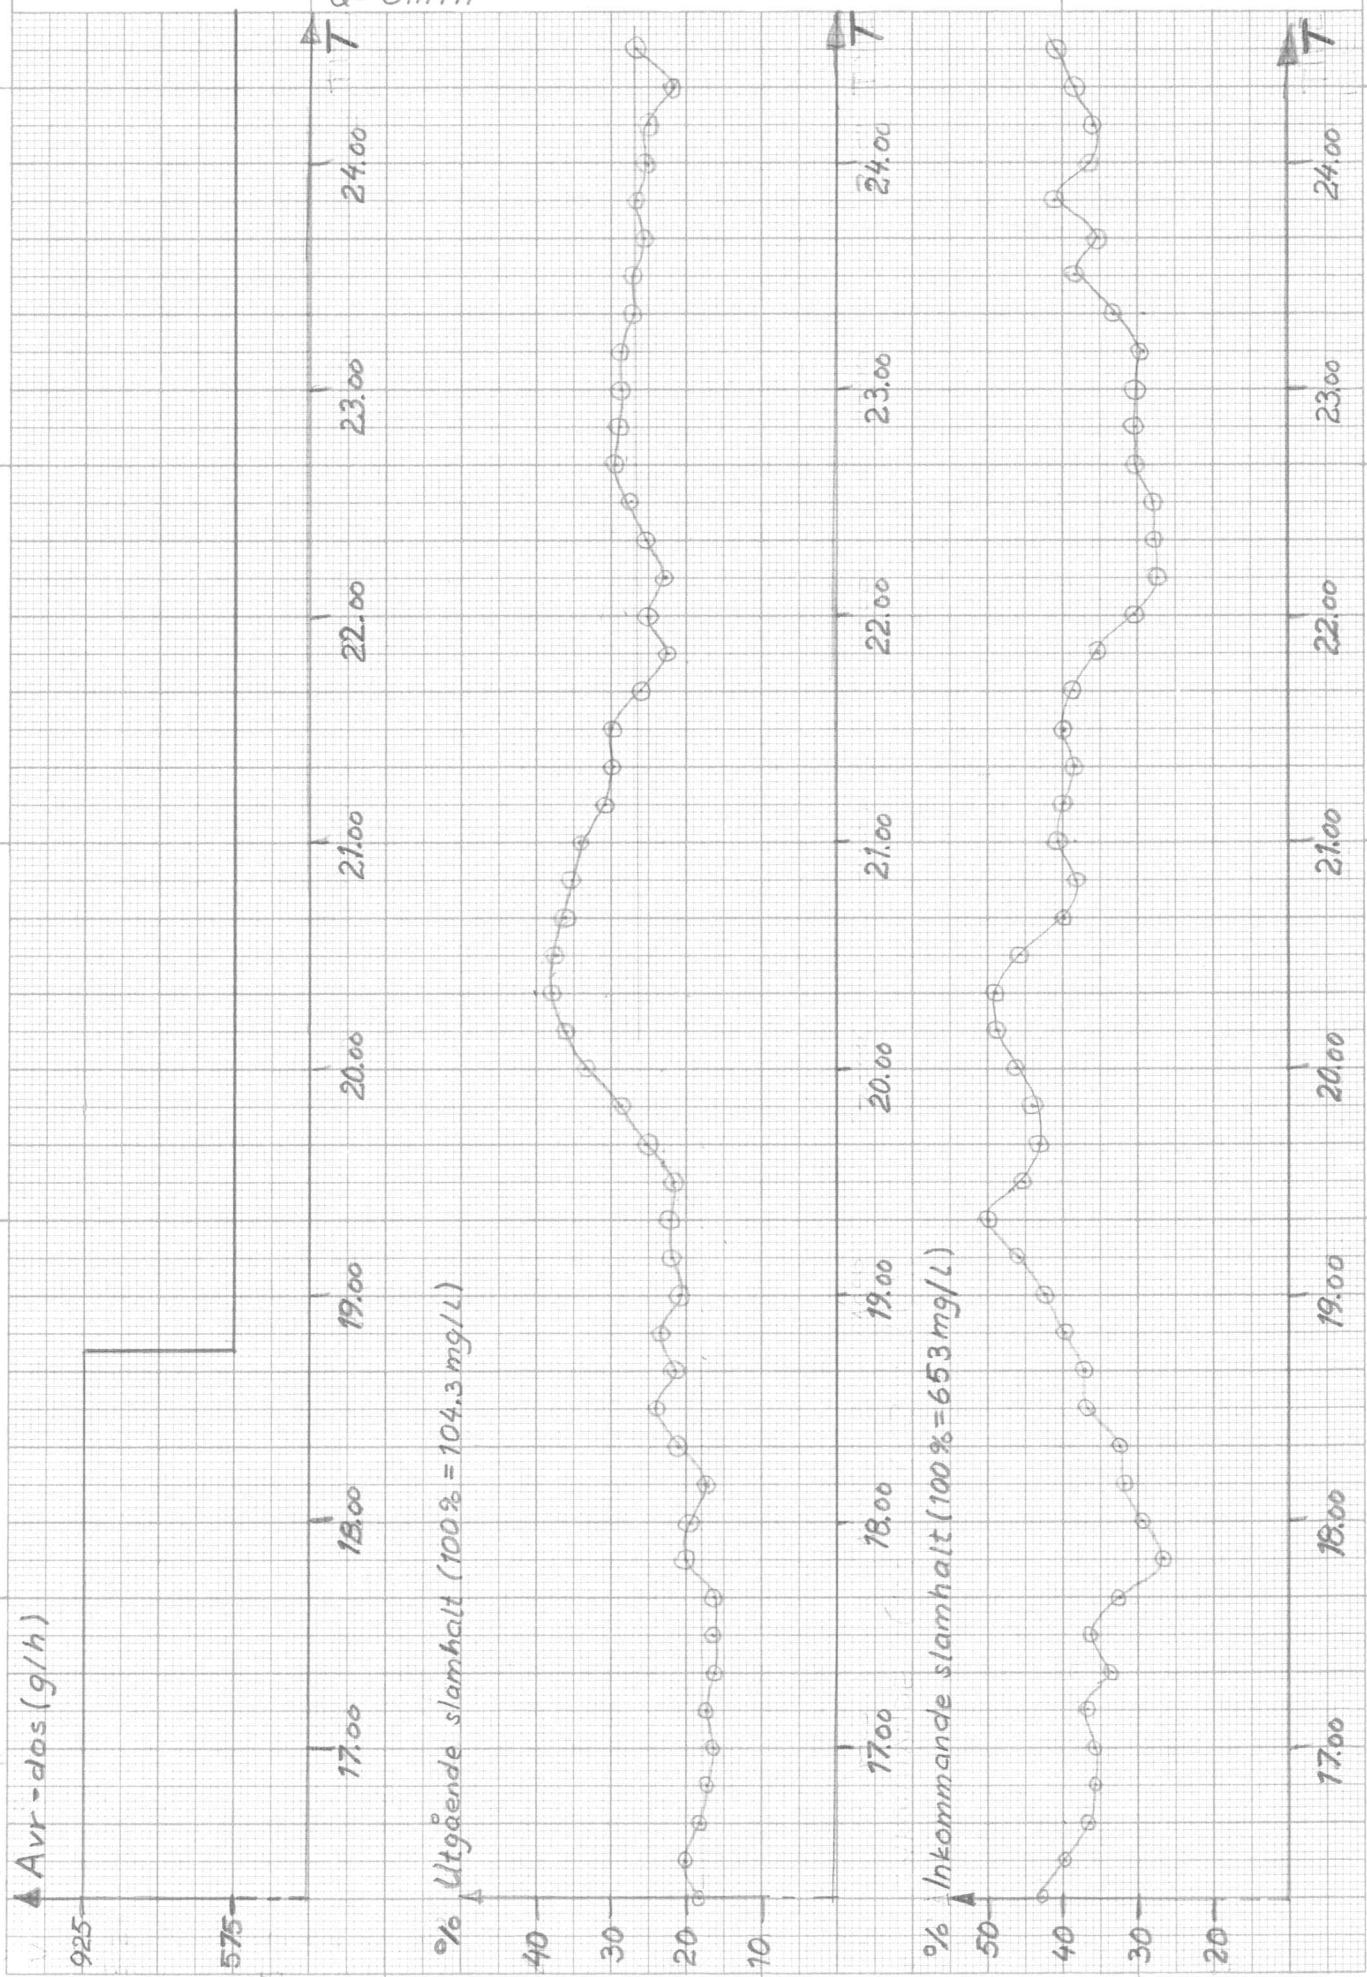 Avr-dos (g/h)
925
575
17.00 18.00 19.00 20.00 21.00 22.00 23.00 24.00 T
% Utgående slamhalt (100% = 104.3 mg/L)
40
30
20
10
17.00 18.00 19.00 20.00 21.00 22.00 23.00 24.00 T
% Inkommande slamhalt (100% = 653 mg/L)
50
40
30
20
17.00 18.00 19.00 20.00 21.00 22.00 23.00 24.00 T